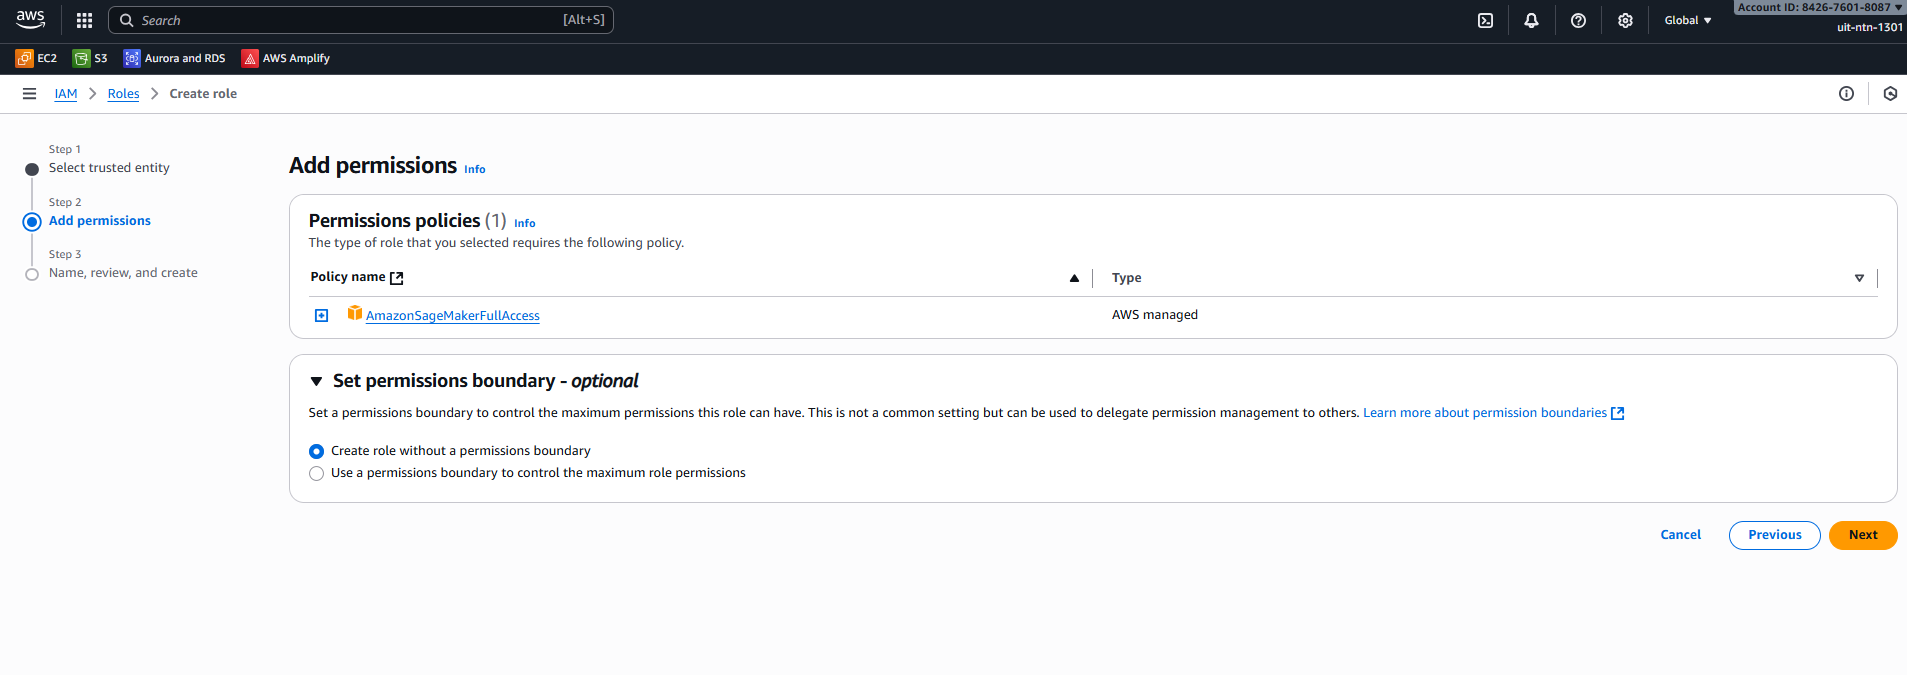 aws
Search [Alt+S]
Global
Account ID: 8426-7601-8087
uit-ntn-1301
EC2 S3 Aurora and RDS AWS Amplify
IAM Roles Create role
Step 1
Select trusted entity
Step 2
Add permissions
Step 3
Name, review, and create
Add permissions Info
Permissions policies (1) Info
The type of role that you selected requires the following policy.
Policy name Type
AmazonSageMakerFullAccess AWS managed
Set permissions boundary - optional
Set a permissions boundary to control the maximum permissions this role can have. This is not a common setting but can be used to delegate permission management to others. Learn more about permission boundaries
Create role without a permissions boundary
Use a permissions boundary to control the maximum role permissions
Cancel Previous Next